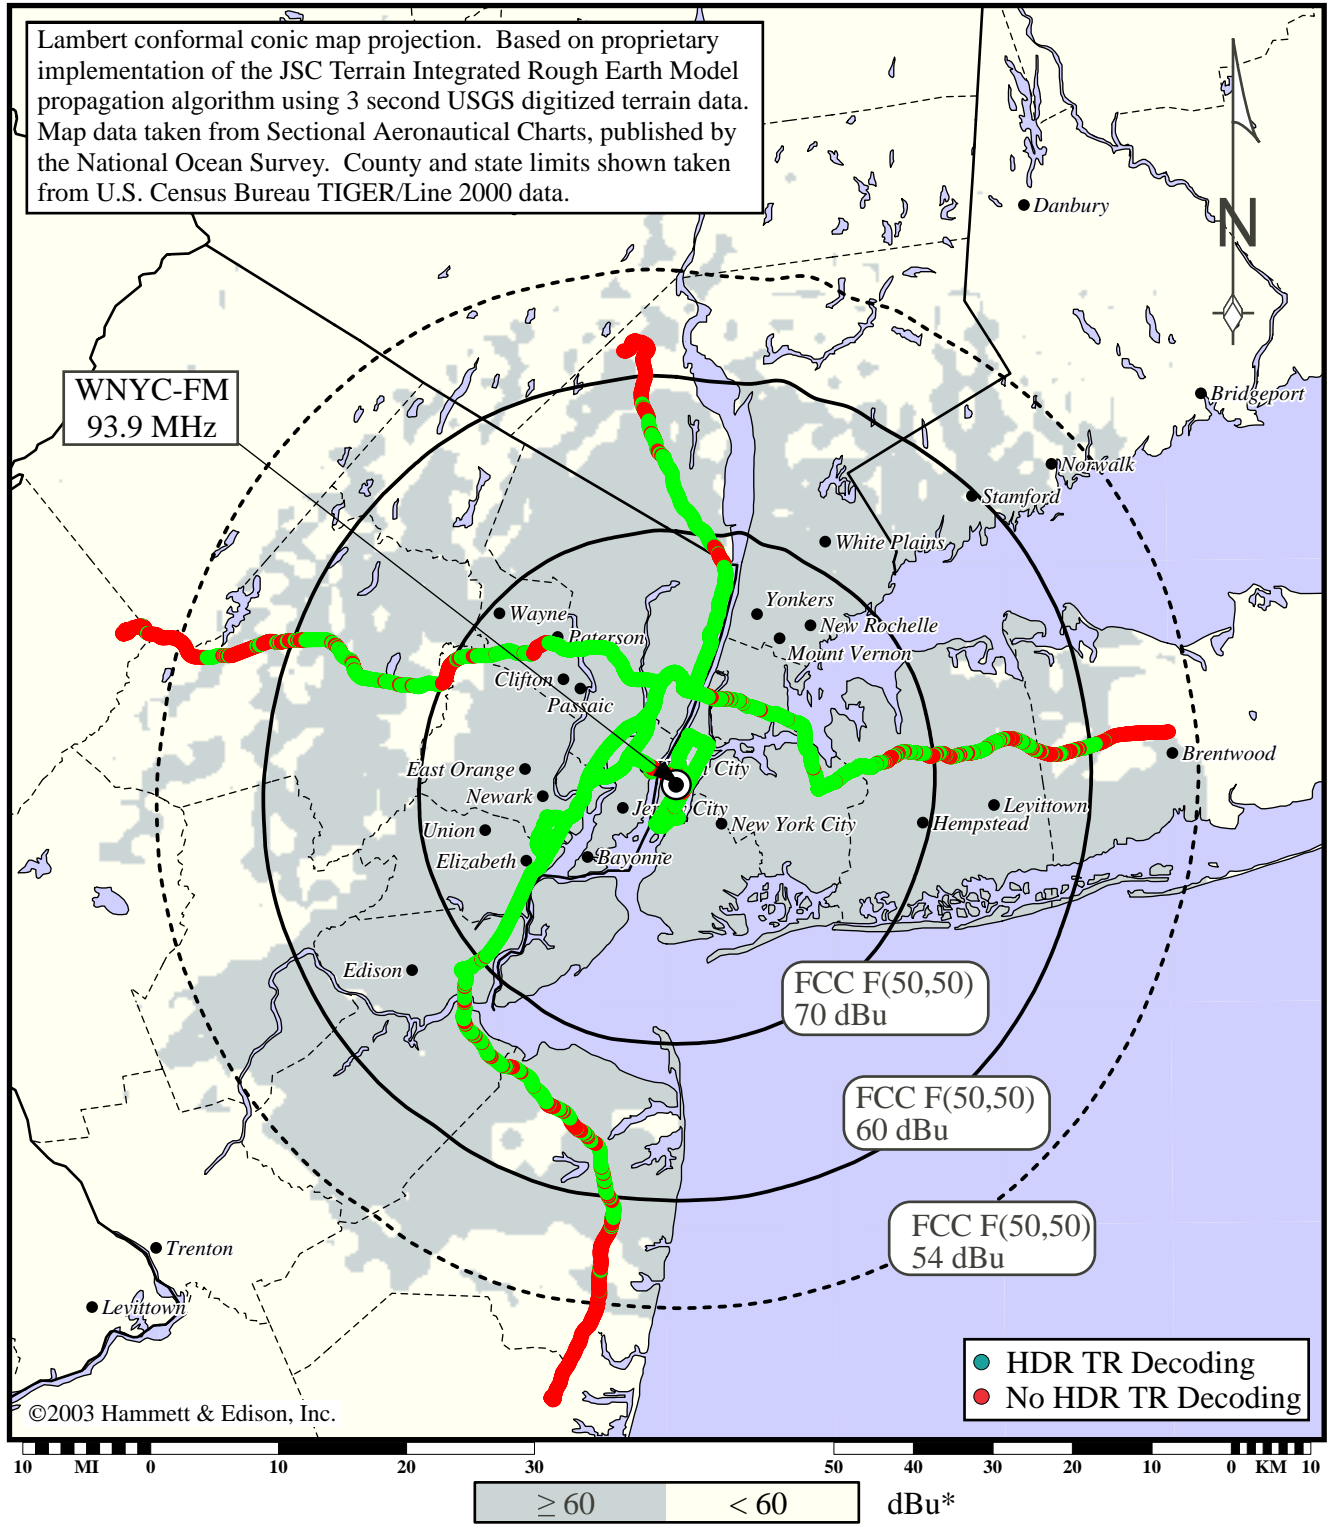 Lambert conformal conic map projection. Based on proprietary
implementation of the JSC Terrain Integrated Rough Earth Model
propagation algorithm using 3 second USGS digitized terrain data.
Map data taken from Sectional Aeronautical Charts, published by
the National Ocean Survey. County and state limits shown taken
from U.S. Census Bureau TIGER/Line 2000 data.
N
Danbury
WNYC-FM
93.9 MHz
Bridgeport
Norwalk
Stamford
White Plains
Wayne
Yonkers
New Rochelle
Paterson
Mount Vernon
Clifton
Passaic
Brentwood
East Orange
City
Newark
Jersey City
Levittown
Union
New York City
Hempstead
Elizabeth
Bayonne
Edison
FCC F(50,50)
70 dBu
FCC F(50,50)
60 dBu
FCC F(50,50)
54 dBu
Trenton
Levittown
HDR TR Decoding
No HDR TR Decoding
©2003 Hammett & Edison, Inc.
10 MI 0 10 20 30
50 40 30 20 10 0 KM 10
≥ 60 < 60 dBu*